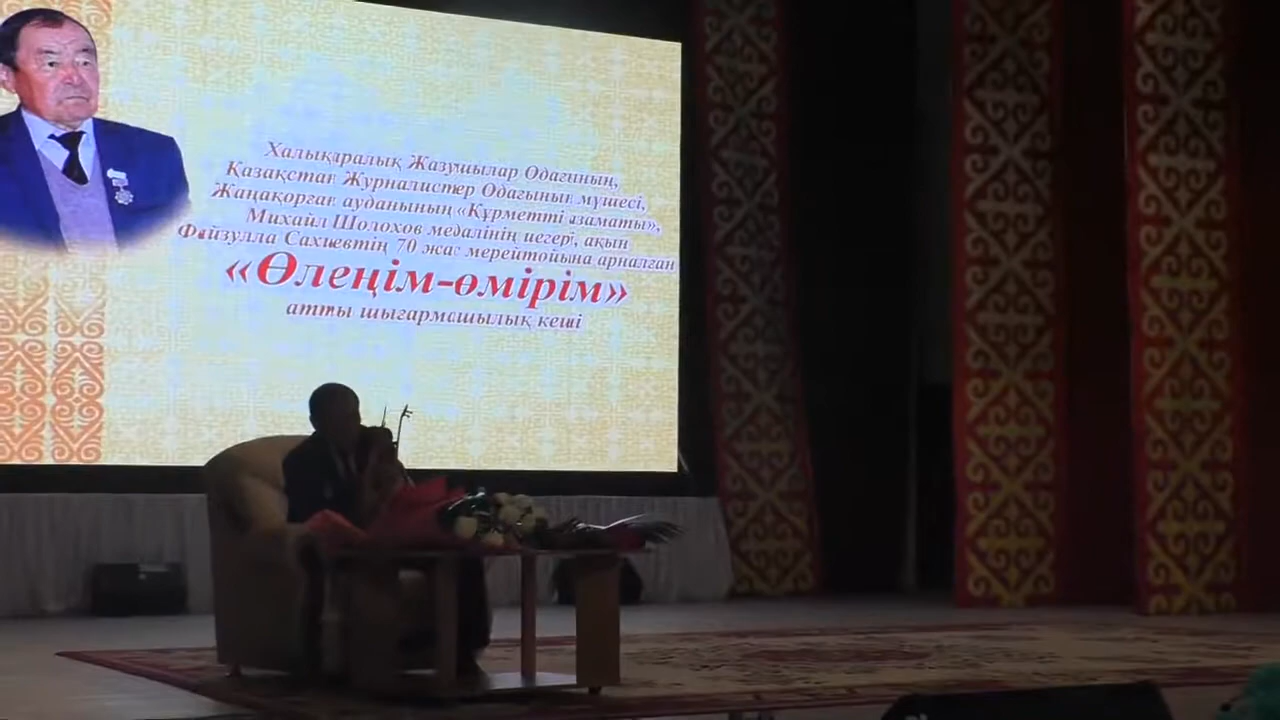 Халықаралық Жазушылар Одағының,
Қазақстан Журналистер Одағының мүшесі,
Жаңақорған ауданының «Құрметті азаматы»,
Михайл Шолохов медалінің иегері, ақын
Файзулла Сахиевтің 70 жас мерейтойына арналған
«Өлеңім-өмірім»
атты шығармашылық кеші